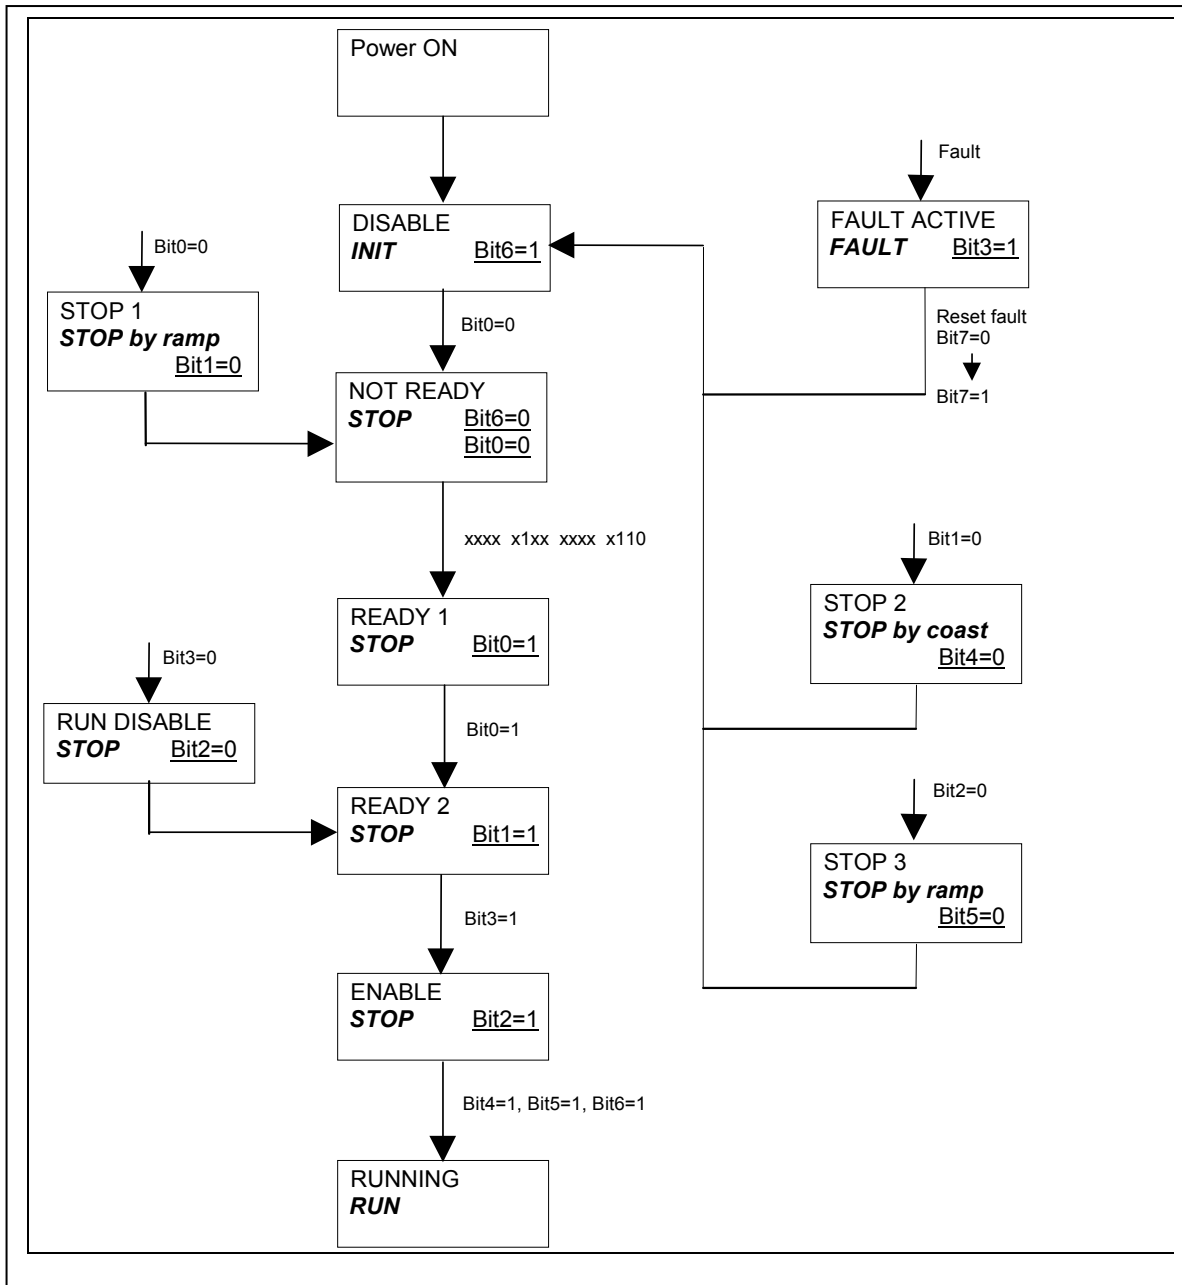 Power ON
Fault
DISABLE
INIT Bit6=1
FAULT ACTIVE
FAULT Bit3=1
Bit0=0
STOP 1
STOP by ramp
Bit1=0
Bit0=0
Reset fault
Bit7=0
Bit7=1
NOT READY
STOP Bit6=0
Bit0=0
xxxx x1xx xxxx x110
Bit1=0
READY 1
STOP Bit0=1
STOP 2
STOP by coast
Bit4=0
Bit3=0
RUN DISABLE
STOP Bit2=0
Bit0=1
READY 2
STOP Bit1=1
Bit2=0
STOP 3
STOP by ramp
Bit5=0
Bit3=1
ENABLE
STOP Bit2=1
Bit4=1, Bit5=1, Bit6=1
RUNNING
RUN